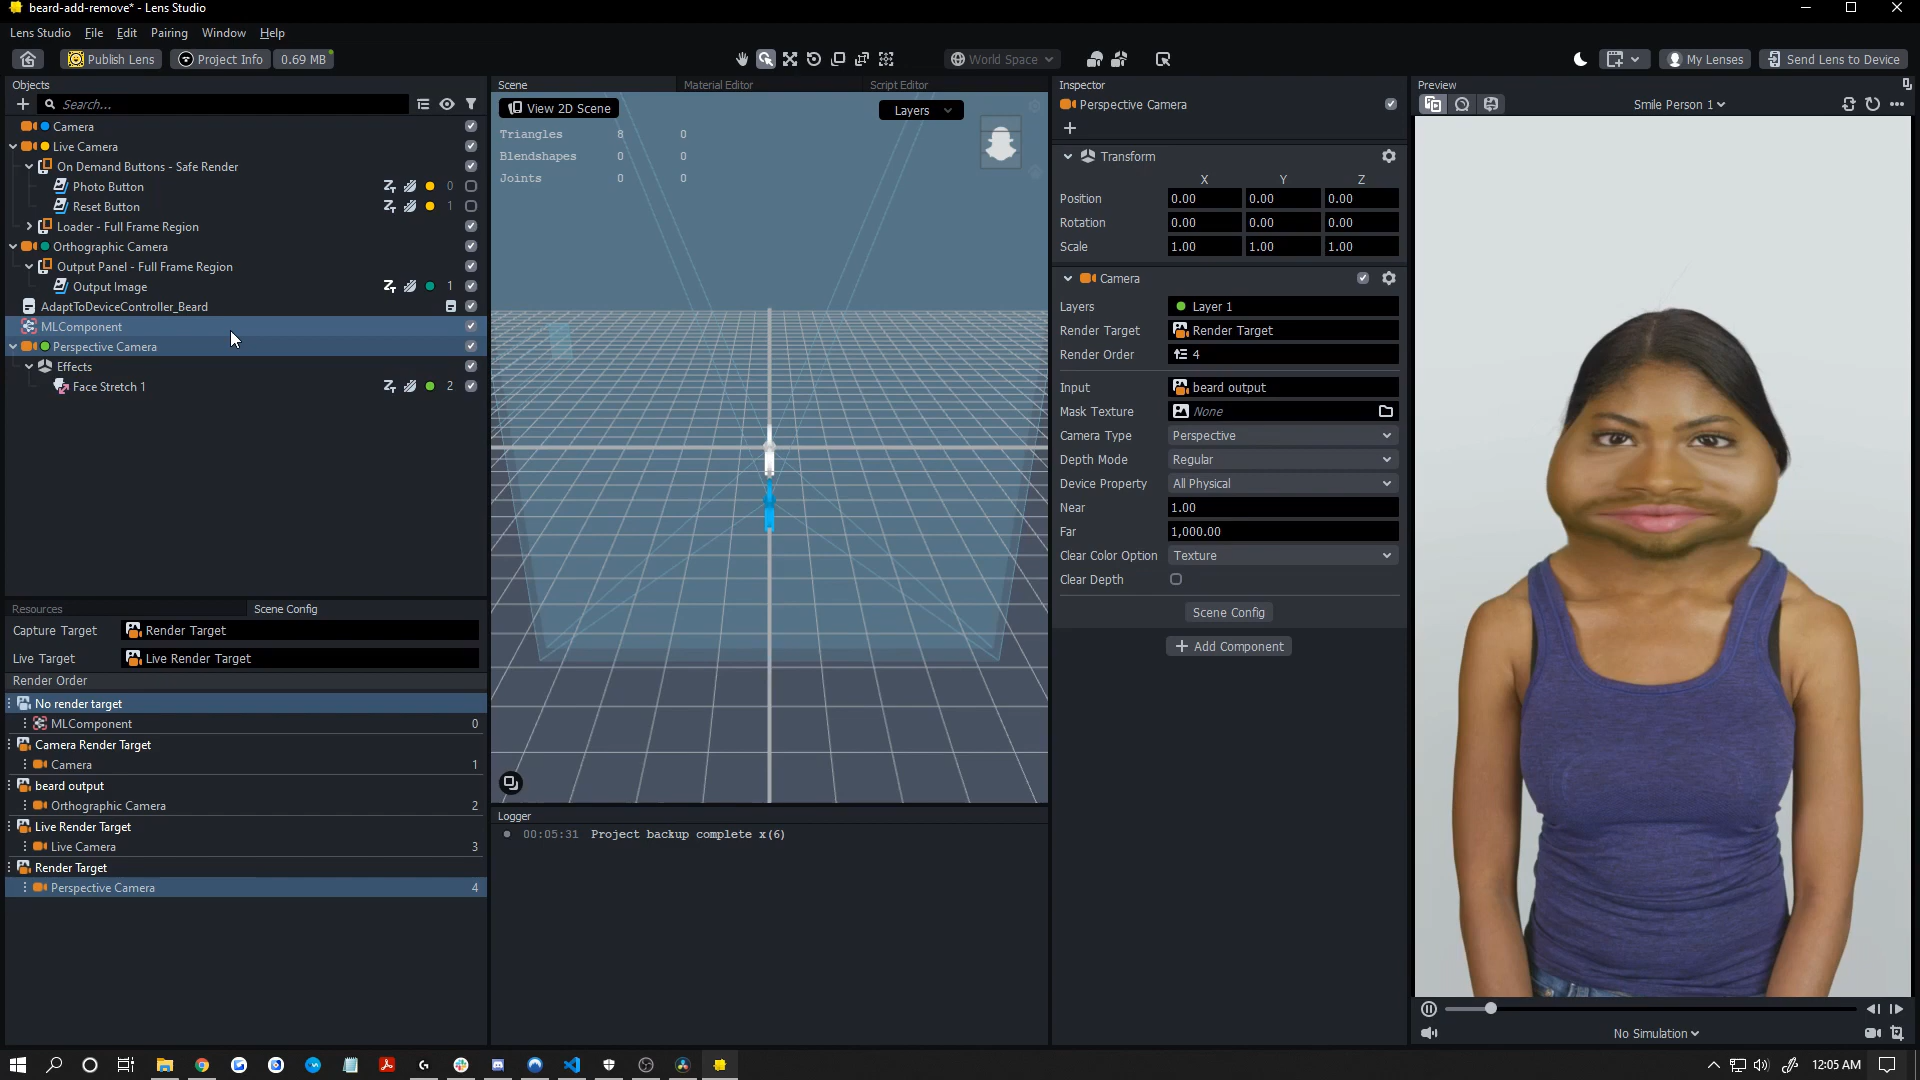 beard-add-remove* - Lens Studio
Lens Studio File Edit Pairing Window Help
Publish Lens Project Info 0.69 MB World Space My Lenses Send Lens to Device
Objects
Search...
Camera
Live Camera
On Demand Buttons - Safe Render
Photo Button 0
Reset Button 1
Loader - Full Frame Region
Orthographic Camera
Output Panel - Full Frame Region
Output Image 1
AdaptToDeviceController_Beard
MLComponent
Perspective Camera
Effects
Face Stretch 1 2
Resources Scene Config
Capture Target Render Target
Live Target Live Render Target
Render Order
No render target
MLComponent 0
Camera Render Target
Camera 1
beard output
Orthographic Camera 2
Live Render Target
Live Camera 3
Render Target
Perspective Camera 4
Scene Material Editor Script Editor
View 2D Scene Layers
Triangles 8 0
Blendshapes 0 0
Joints 0 0
Logger
00:05:31 Project backup complete x(6)
Inspector
Perspective Camera
Transform
X Y Z
Position 0.00 0.00 0.00
Rotation 0.00 0.00 0.00
Scale 1.00 1.00 1.00
Camera
Layers Layer 1
Render Target Render Target
Render Order 4
Input beard output
Mask Texture None
Camera Type Perspective
Depth Mode Regular
Device Property All Physical
Near 1.00
Far 1,000.00
Clear Color Option Texture
Clear Depth
Scene Config
Add Component
Preview
Smile Person 1
No Simulation
12:05 AM